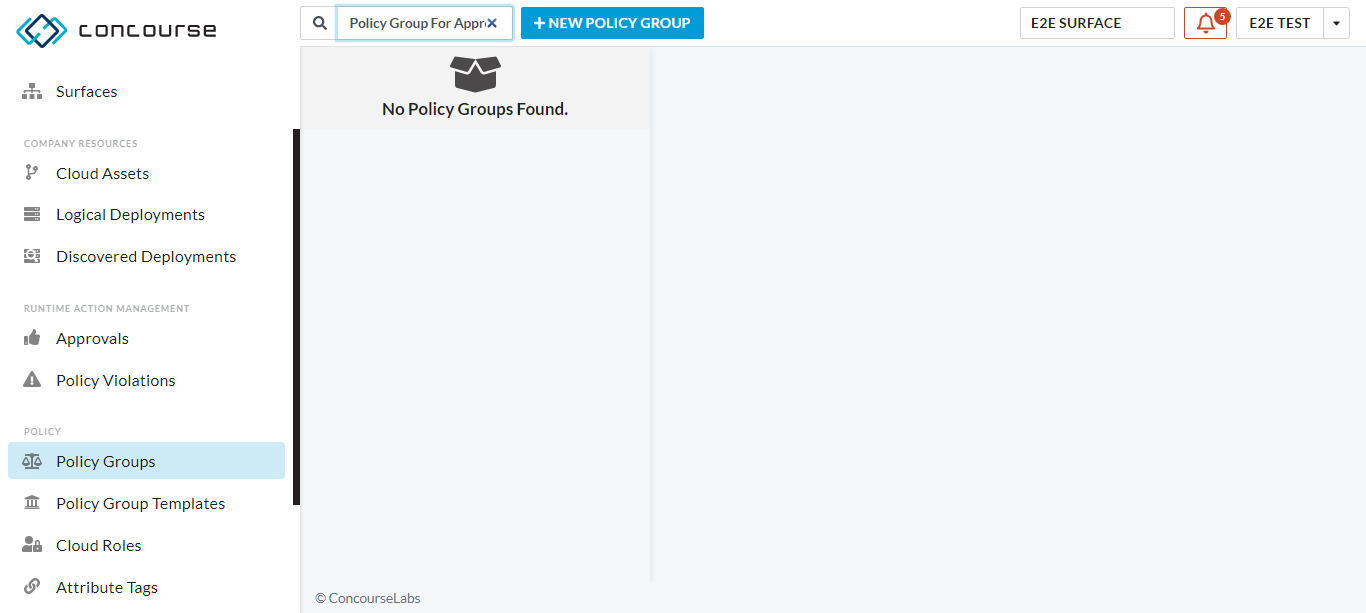 concourse
Policy Group For Appr
NEW POLICY GROUP
E2E SURFACE
5
E2E TEST
Surfaces
COMPANY RESOURCES
Cloud Assets
Logical Deployments
Discovered Deployments
RUNTIME ACTION MANAGEMENT
Approvals
Policy Violations
POLICY
Policy Groups
Policy Group Templates
Cloud Roles
Attribute Tags
No Policy Groups Found.
© ConcourseLabs